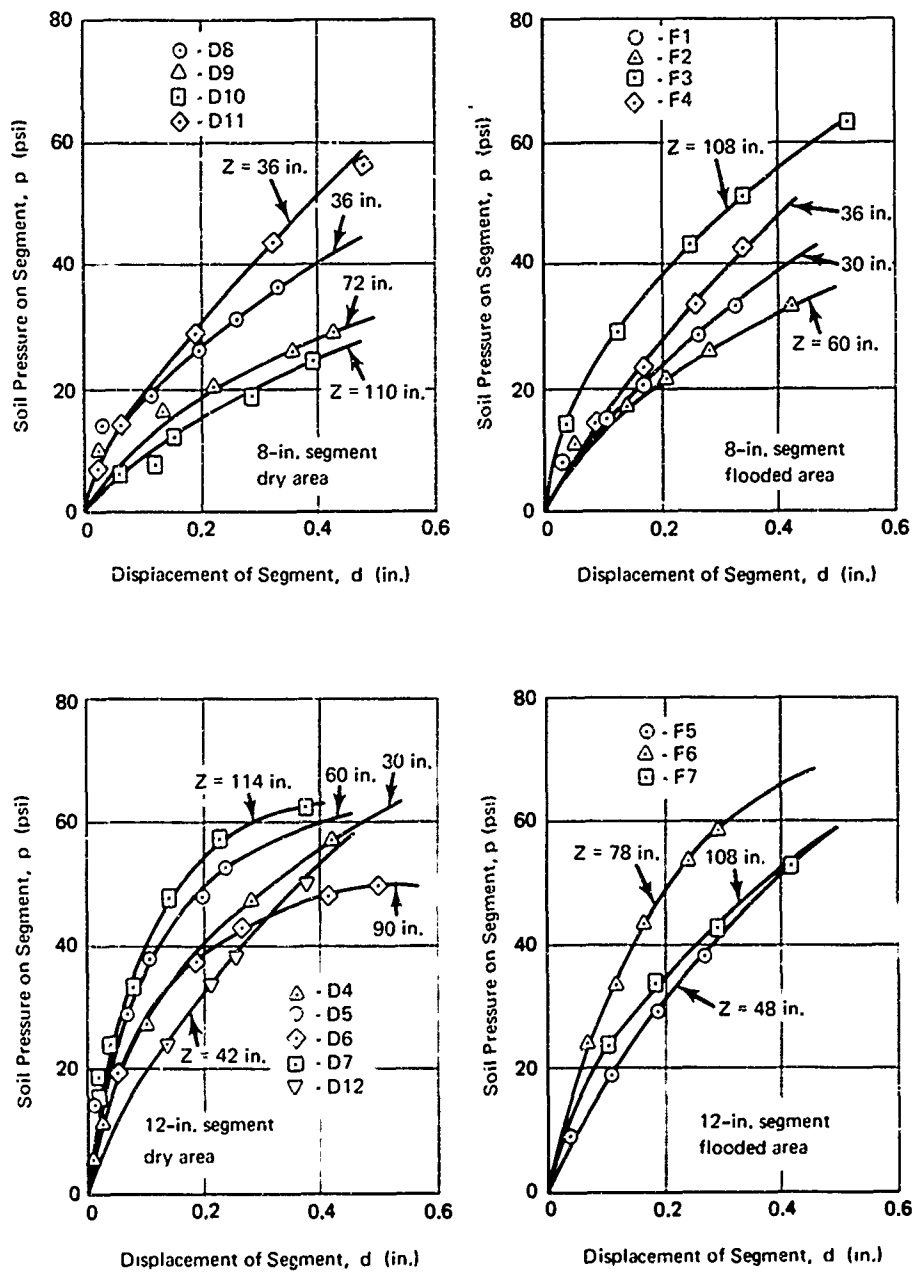 80
60
40
20
0
Soil Pressure on Segment, p (psi)
- D8
- D9
- D10
- D11
Z = 36 in.
36 in.
72 in.
Z = 110 in.
8-in. segment
dry area
0
0.2
0.4
0.6
Displacement of Segment, d (in.)
80
60
40
20
0
Soil Pressure on Segment, p (psi)
- F1
- F2
- F3
- F4
Z = 108 in.
36 in.
30 in.
Z = 60 in.
8-in. segment
flooded area
0
0.2
0.4
0.6
Displacement of Segment, d (in.)
80
60
40
20
0
Soil Pressure on Segment, p (psi)
Z = 114 in.
60 in.
30 in.
90 in.
Z = 42 in.
- D4
- D5
- D6
- D7
- D12
12-in. segment
dry area
0
0.2
0.4
0.6
Displacement of Segment, d (in.)
80
60
40
20
0
Soil Pressure on Segment, p (psi)
- F5
- F6
- F7
Z = 78 in.
108 in.
Z = 48 in.
12-in. segment
flooded area
0
0.2
0.4
0.6
Displacement of Segment, d (in.)